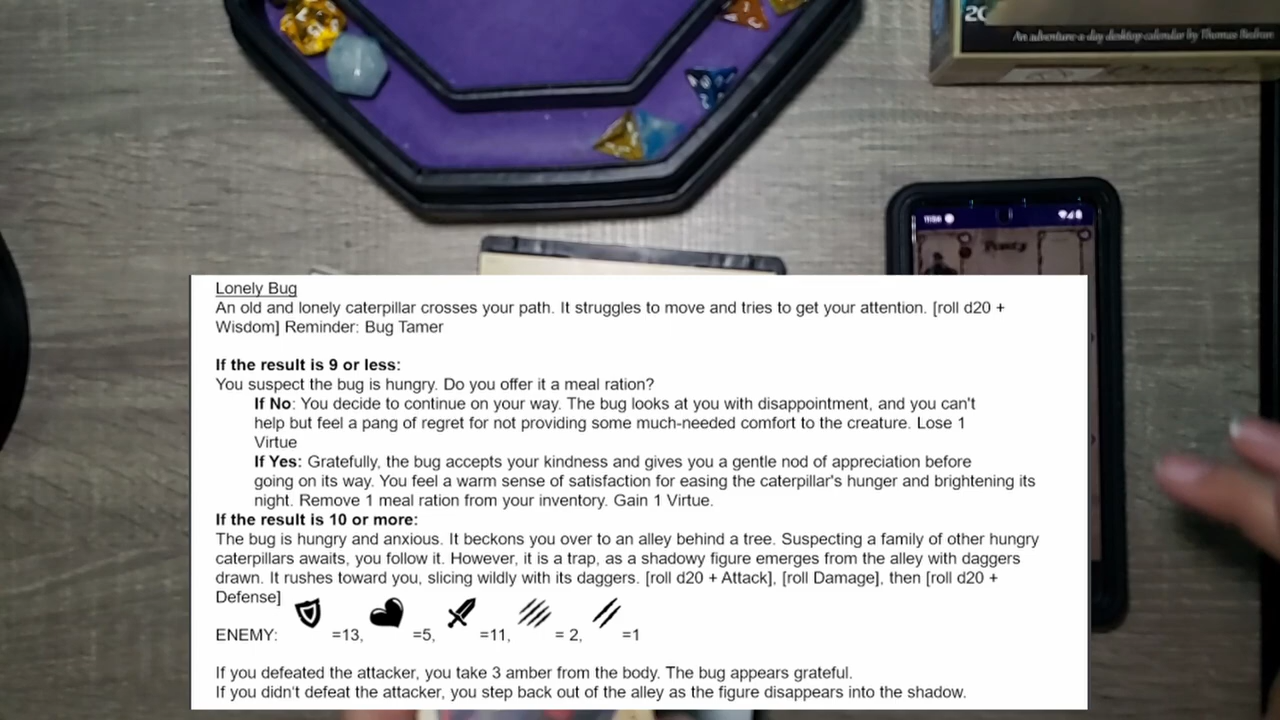 20
An adventure-a-day desktop calendar by Thomas
Lonely Bug
An old and lonely caterpillar crosses your path. It struggles to move and tries to get your attention. [roll d20 +
Wisdom] Reminder: Bug Tamer
If the result is 9 or less:
You suspect the bug is hungry. Do you offer it a meal ration?
If No: You decide to continue on your way. The bug looks at you with disappointment, and you can't
help but feel a pang of regret for not providing some much-needed comfort to the creature. Lose 1
Virtue
If Yes: Gratefully, the bug accepts your kindness and gives you a gentle nod of appreciation before
going on its way. You feel a warm sense of satisfaction for easing the caterpillar's hunger and brightening its
night. Remove 1 meal ration from your inventory. Gain 1 Virtue.
If the result is 10 or more:
The bug is hungry and anxious. It beckons you over to an alley behind a tree. Suspecting a family of other hungry
caterpillars awaits, you follow it. However, it is a trap, as a shadowy figure emerges from the alley with daggers
drawn. It rushes toward you, slicing wildly with its daggers. [roll d20 + Attack], [roll Damage], then [roll d20 +
Defense]
ENEMY: =13, =5, =11, = 2, =1
If you defeated the attacker, you take 3 amber from the body. The bug appears grateful.
If you didn't defeat the attacker, you step back out of the alley as the figure disappears into the shadow.